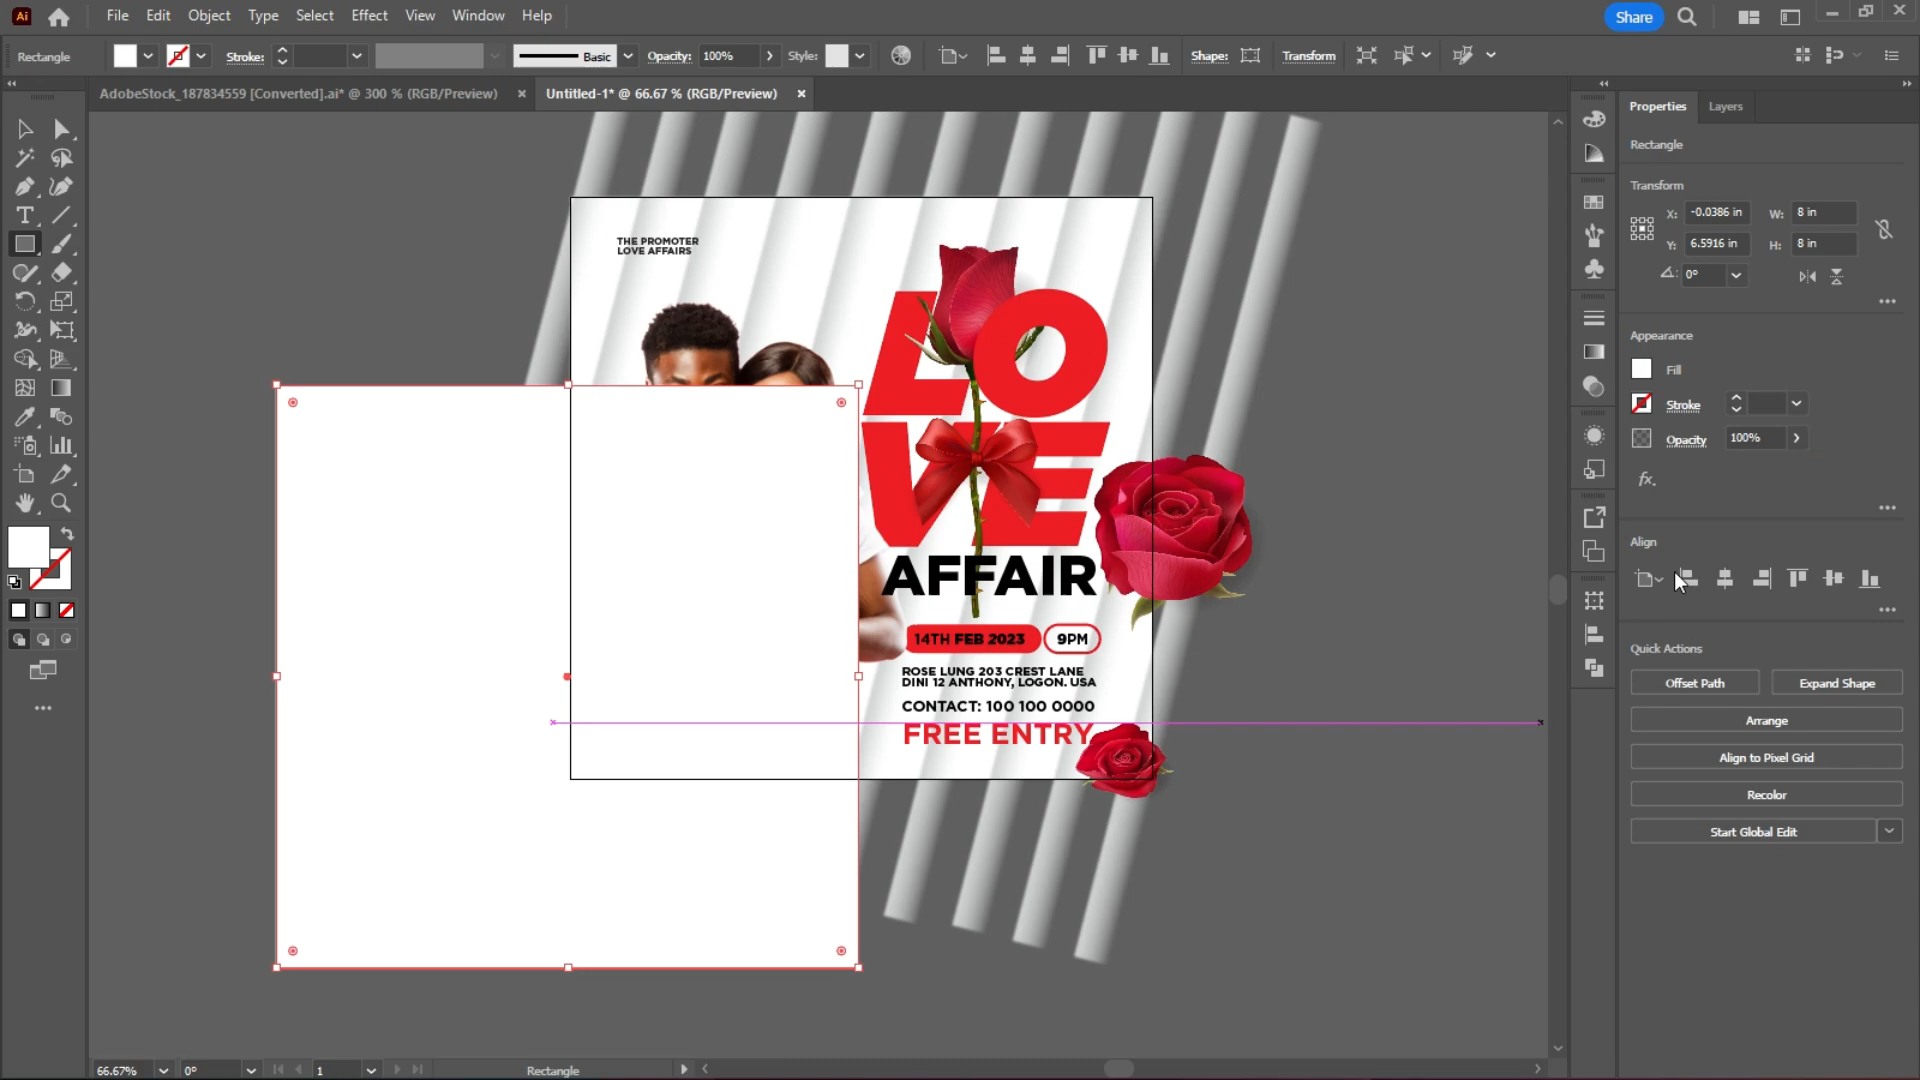 Ai File Edit Object Type Select Effect View Window Help Share
Rectangle Stroke: Basic Opacity: 100% Style: Shape: Transform
AdobeStock_187834559 [Converted].ai* @ 300 % (RGB/Preview) Untitled-1* @ 66.67 % (RGB/Preview)
Properties Layers
Rectangle
Transform
X: -0.0386 in W: 8 in
Y: 6.5916 in H: 8 in
0°
Appearance
Fill
Stroke
Opacity 100%
fx.
Align
Quick Actions
Offset Path Expand Shape
Arrange
Align to Pixel Grid
Recolor
Start Global Edit
THE PROMOTER
LOVE AFFAIRS
LO
VE
AFFAIR
14TH FEB 2023 9PM
ROSE LUNG 203 CREST LANE
DINI 12 ANTHONY, LOGON. USA
CONTACT: 100 100 0000
FREE ENTRY
66.67% 0° 1 Rectangle